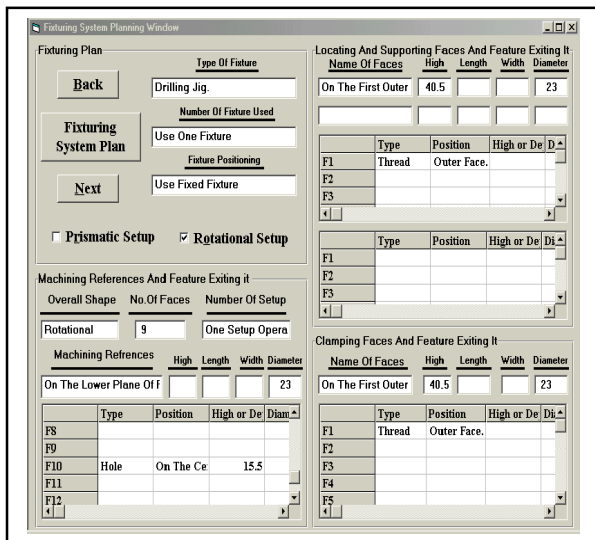 Fixturing System Planning Window
Fixturing Plan
Type Of Fixture
Back
Drilling Jig.
Number Of Fixture Used
Fixturing System Plan
Use One Fixture
Fixture Positioning
Next
Use Fixed Fixture
Prismatic Setup
Rotational Setup
Machining References And Feature Exiting it
Overall Shape No.Of Faces Number Of Setup
Rotational 9 One Setup Opera
Machining Refrences High Length Width Diameter
On The Lower Plane Of F 23
Type Position High or De Diam
F8
F9
F10 Hole On The Ce 15.5
F11
F12
Locating And Supporting Faces And Feature Exiting It
Name Of Faces High Length Width Diameter
On The First Outer 40.5 23
Type Position High or De D
F1 Thread Outer Face.
F2
F3
Type Position High or De Di
F1
F2
F3
Clamping Faces And Feature Exiting It
Name Of Faces High Length Width Diameter
On The First Outer 40.5 23
Type Position High or De Di
F1 Thread Outer Face.
F2
F3
F4
F5